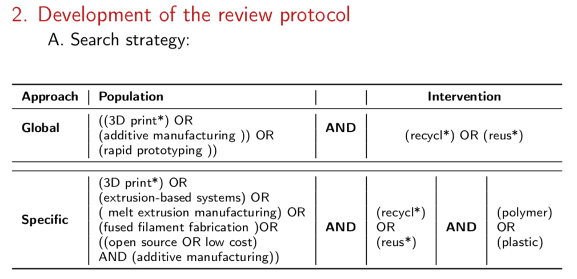 2. Development of the review protocol
A. Search strategy:
Approach | Population | | Intervention
Global | ((3D print*) OR
(additive manufacturing )) OR
(rapid prototyping )) | AND | (recycl*) OR (reus*)
Specific | (3D print*) OR
(extrusion-based systems) OR
( melt extrusion manufacturing) OR
(fused filament fabrication )OR
((open source OR low cost)
AND (additive manufacturing)) | AND | (recycl*)
OR
(reus*) | AND | (polymer)
OR
(plastic)